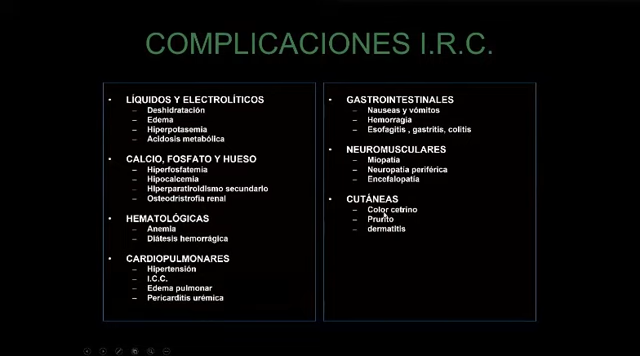 COMPLICACIONES I.R.C.
• LÍQUIDOS Y ELECTROLÍTICOS
– Deshidratación
– Edema
– Hiperpotasemia
– Acidosis metabólica
• CALCIO, FOSFATO Y HUESO
– Hiperfosfatemia
– Hipocalcemia
– Hiperparatiroidismo secundario
– Osteodristrofia renal
• HEMATOLÓGICAS
– Anemia
– Diátesis hemorrágica
• CARDIOPULMONARES
– Hipertensión
– I.C.C.
– Edema pulmonar
– Pericarditis urémica
• GASTROINTESTINALES
– Nauseas y vómitos
– Hemorragia
– Esofagitis , gastritis, colitis
• NEUROMUSCULARES
– Miopatía
– Neuropatía periférica
– Encefalopatía
• CUTÁNEAS
– Color cetrino
– Prurito
– dermatitis